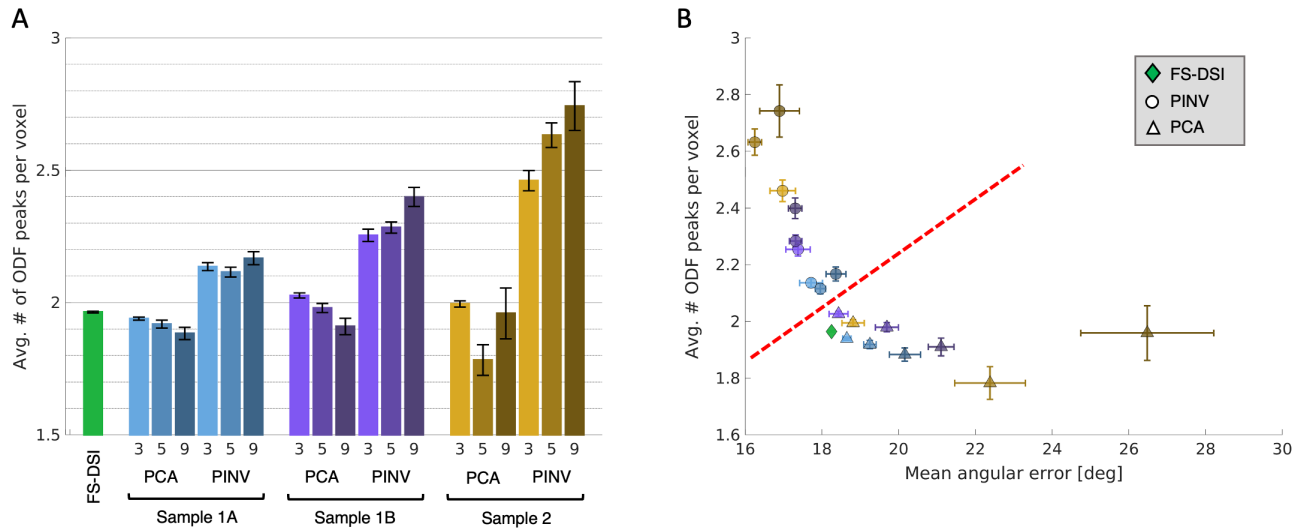 A
Avg. # of ODF peaks per voxel
3
2.5
2
1.5
FS-DSI
3 5 9 3 5 9
PCA PINV
Sample 1A
3 5 9 3 5 9
PCA PINV
Sample 1B
3 5 9 3 5 9
PCA PINV
Sample 2
B
Avg. # ODF peaks per voxel
3
2.8
2.6
2.4
2.2
2
1.8
1.6
16 18 20 22 24 26 28 30
Mean angular error [deg]
FS-DSI
PINV
PCA